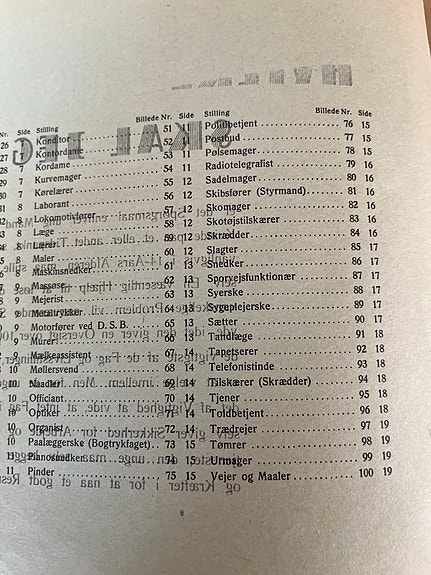 Stilling Billede Nr. Side
Konditor 51 11
Kontordame 52 11
Kordame 53 11
Kurvemager 54 11
Kørelærer 55 12
Laborant 56 12
Lokomotivfører 57 12
Læge 58 12
Lærer 59 12
Maler 60 12
Maskinsnedker 61 13
Massøse 62 13
Mejerist 63 13
Metaltrykker 64 13
Motorfører ved D. S. B. 65 13
Murer 66 14
Mælkeassistent 67 14
Møllersvend 68 14
Naadler 69 14
Officiant 70 14
Optiker 71 14
Organist 72 14
Paalæggerske (Bogtrykfaget) 73 15
Pianosnedker 74 15
Pinder 75 15
Stilling Billede Nr. Side
Politibetjent 76 15
Postbud 77 15
Pølsemager 78 15
Radiotelegrafist 79 16
Sadelmager 80 16
Skibsfører (Styrmand) 81 16
Skomager 82 16
Skotøjstilskærer 83 16
Skrædder 84 16
Slagter 85 17
Snedker 86 17
Sporvejsfunktionær 87 17
Syerske 88 17
Sygeplejerske 89 17
Sætter 90 17
Tandlæge 91 18
Tapetserer 92 18
Telefonistinde 93 18
Tilskærer (Skrædder) 94 18
Tjener 95 18
Toldbetjent 96 18
Trædrejer 97 19
Tømrer 98 19
Urmager 99 19
Vejer og Maaler 100 19
6